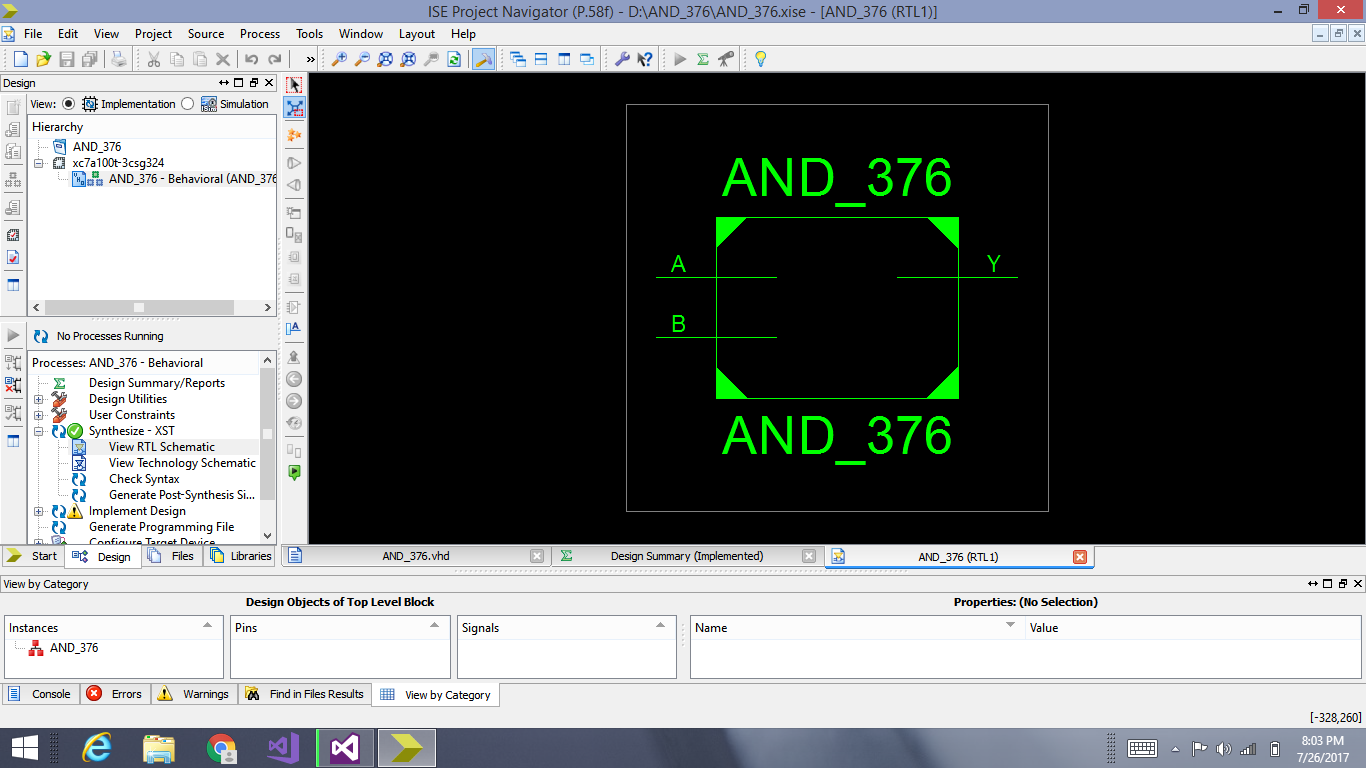 ISE Project Navigator (P.58f) - D:\AND_376\AND_376.xise - [AND_376 (RTL1)]
File Edit View Project Source Process Tools Window Layout Help
»
Design
View: Implementation Simulation
Hierarchy
AND_376
xc7a100t-3csg324
AND_376 - Behavioral (AND_376
No Processes Running
Processes: AND_376 - Behavioral
Design Summary/Reports
Design Utilities
User Constraints
Synthesize - XST
View RTL Schematic
View Technology Schematic
Check Syntax
Generate Post-Synthesis Si...
Implement Design
Generate Programming File
Configure Target Device
Start Design Files Libraries
AND_376
A
B
Y
AND_376
AND_376.vhd
Design Summary (Implemented)
AND_376 (RTL1)
View by Category
Design Objects of Top Level Block
Properties: (No Selection)
Instances
AND_376
Pins
Signals
Name Value
Console Errors Warnings Find in Files Results View by Category
[-328,260]
8:03 PM
7/26/2017